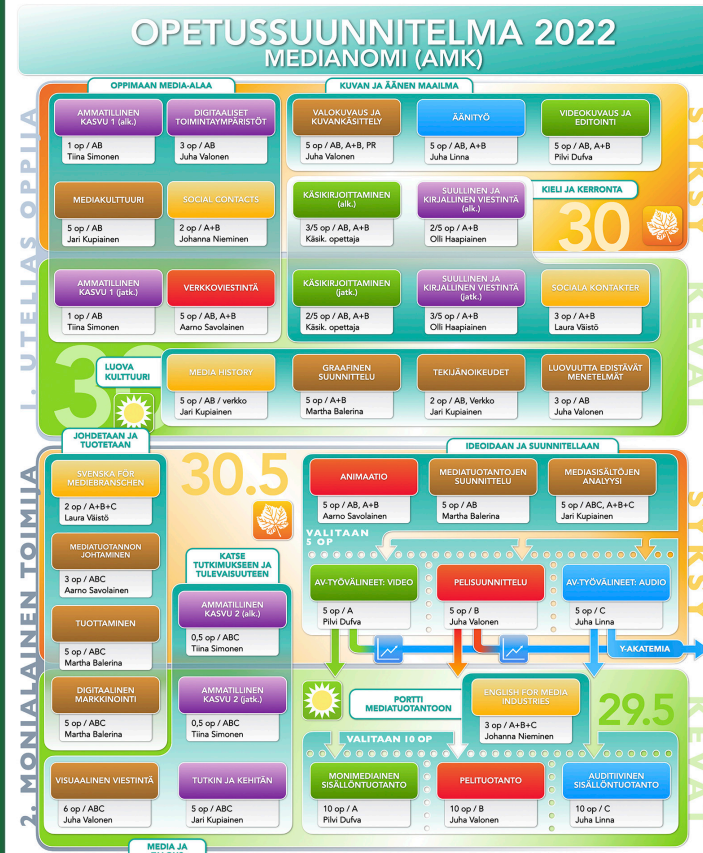 OPETUSSUUNNITELMA 2022
MEDIANOMI (AMK)
1. UTELIAS OPPIJA
SYKSY
30
OPPIMAAN MEDIA-ALAA
AMMATILLINEN
KASVU 1 (alk.)
1 op / AB
Tiina Simonen
DIGITAALISET
TOIMINTAYMPÄRISTÖT
3 op / AB
Juha Valonen
KUVAN JA ÄÄNEN MAAILMA
VALOKUVAUS JA
KUVANKÄSITTELY
5 op / AB, A+B, PR
Juha Valonen
ÄÄNITYÖ
5 op / AB, A+B
Juha Linna
VIDEOKUVAUS JA
EDITOINTI
5 op / AB, A+B
Pilvi Dufva
MEDIAKULTTUURI
5 op / AB
Jari Kupiainen
SOCIAL CONTACTS
2 op / A+B
Johanna Nieminen
KÄSIKIRJOITTAMINEN
(alk.)
3/5 op / AB, A+B
Käsik. opettaja
SUULLINEN JA
KIRJALLINEN VIESTINTÄ
(alk.)
2/5 op / A+B
Olli Haapiainen
KIELI JA KERRONTA
KEVÄT
30
AMMATILLINEN
KASVU 1 (jatk.)
1 op / AB
Tiina Simonen
VERKKOVIESTINTÄ
5 op / AB, A+B
Aarno Savolainen
KÄSIKIRJOITTAMINEN
(jatk.)
2/5 op / AB, A+B
Käsik. opettaja
SUULLINEN JA
KIRJALLINEN VIESTINTÄ
(jatk.)
3/5 op / A+B
Olli Haapiainen
SOCIALA KONTAKTER
3 op / A+B
Laura Väistö
LUOVA
KULTTUURI
MEDIA HISTORY
5 op / AB / verkko
Jari Kupiainen
GRAAFINEN
SUUNNITTELU
5 op / A+B
Martha Balerina
TEKIJÄNOIKEUDET
2 op / AB, Verkko
Jari Kupiainen
LUOVUUTTA EDISTÄVÄT
MENETELMÄT
3 op / AB
Juha Valonen
2. MONIALAINEN TOIMIJA
SYKSY
30.5
JOHDETAAN JA
TUOTETAAN
SVENSKA FÖR
MEDIEBRANSCHEN
2 op / A+B+C
Laura Väistö
IDEOIDAAN JA SUUNNITELLAAN
ANIMAATIO
5 op / AB, A+B
Aarno Savolainen
MEDIATUOTANTOJEN
SUUNNITTELU
5 op / AB
Martha Balerina
MEDIASISÄLTÖJEN
ANALYYSI
5 op / ABC, A+B+C
Jari Kupiainen
MEDIATUOTANNON
JOHTAMINEN
3 op / ABC
Aarno Savolainen
KATSE
TUTKIMUKSEEN JA
TULEVAISUUTEEN
VALITAAN
5 OP
AV-TYÖVÄLINEET: VIDEO
5 op / A
Pilvi Dufva
PELISUUNNITTELU
5 op / B
Juha Valonen
AV-TYÖVÄLINEET: AUDIO
5 op / C
Juha Linna
TUOTTAMINEN
5 op / ABC
Martha Balerina
AMMATILLINEN
KASVU 2 (alk.)
0,5 op / ABC
Tiina Simonen
Y-AKATEMIA
KEVÄT
29.5
DIGITAALINEN
MARKKINOINTI
5 op / ABC
Martha Balerina
AMMATILLINEN
KASVU 2 (jatk.)
0,5 op / ABC
Tiina Simonen
PORTTI
MEDIATUOTANTOON
ENGLISH FOR MEDIA
INDUSTRIES
3 op / A+B+C
Johanna Nieminen
VALITAAN 10 OP
VISUAALINEN VIESTINTÄ
6 op / ABC
Juha Valonen
TUTKIN JA KEHITÄN
5 op / ABC
Jari Kupiainen
MONIMEDIAINEN
SISÄLLÖNTUOTANTO
10 op / A
Pilvi Dufva
PELITUOTANTO
10 op / B
Juha Valonen
AUDITIIVINEN
SISÄLLÖNTUOTANTO
10 op / C
Juha Linna
MEDIA JA